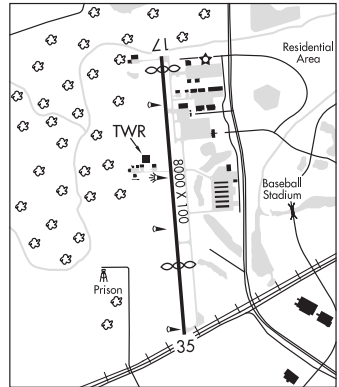 17
Residential
Area
TWR
8000 X 100
Baseball
Stadium
Prison
35